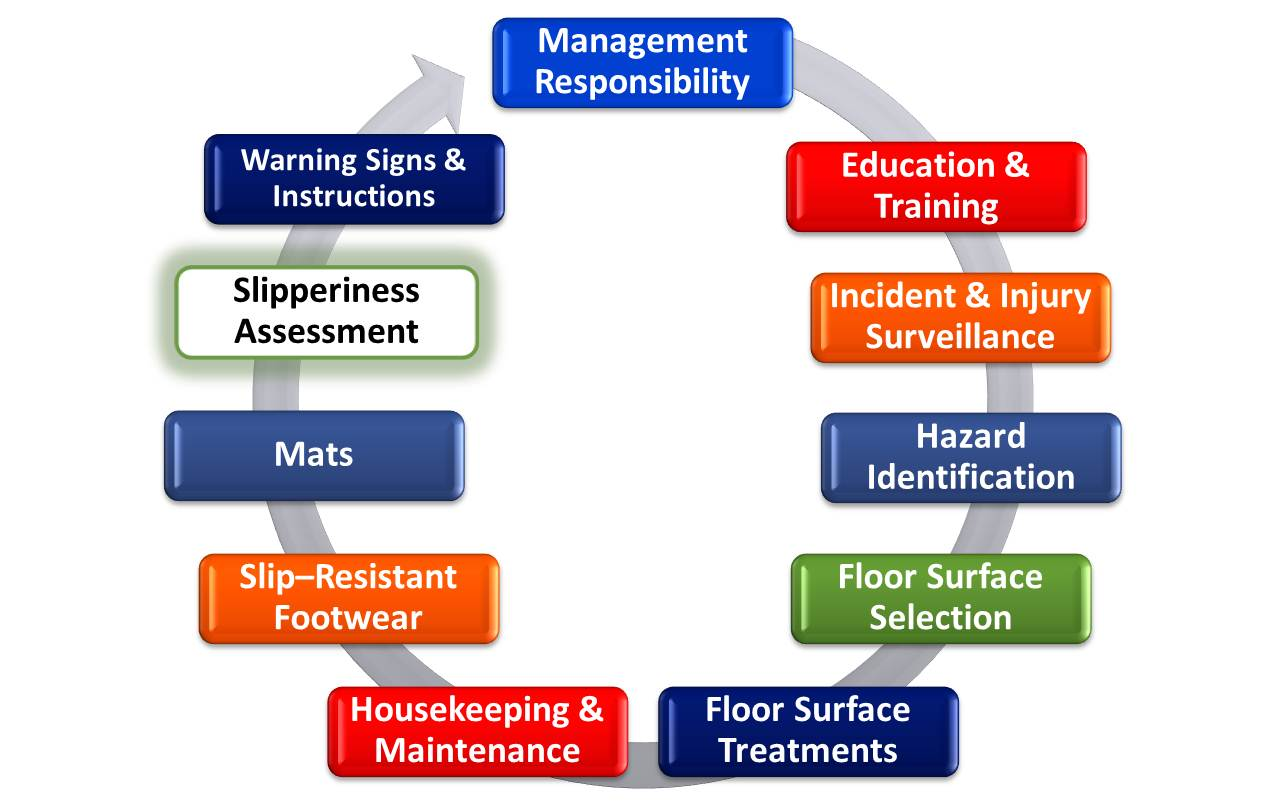 Management
Responsibility
Education &
Training
Incident & Injury
Surveillance
Hazard
Identification
Floor Surface
Selection
Floor Surface
Treatments
Housekeeping &
Maintenance
Slip–Resistant
Footwear
Mats
Slipperiness
Assessment
Warning Signs &
Instructions